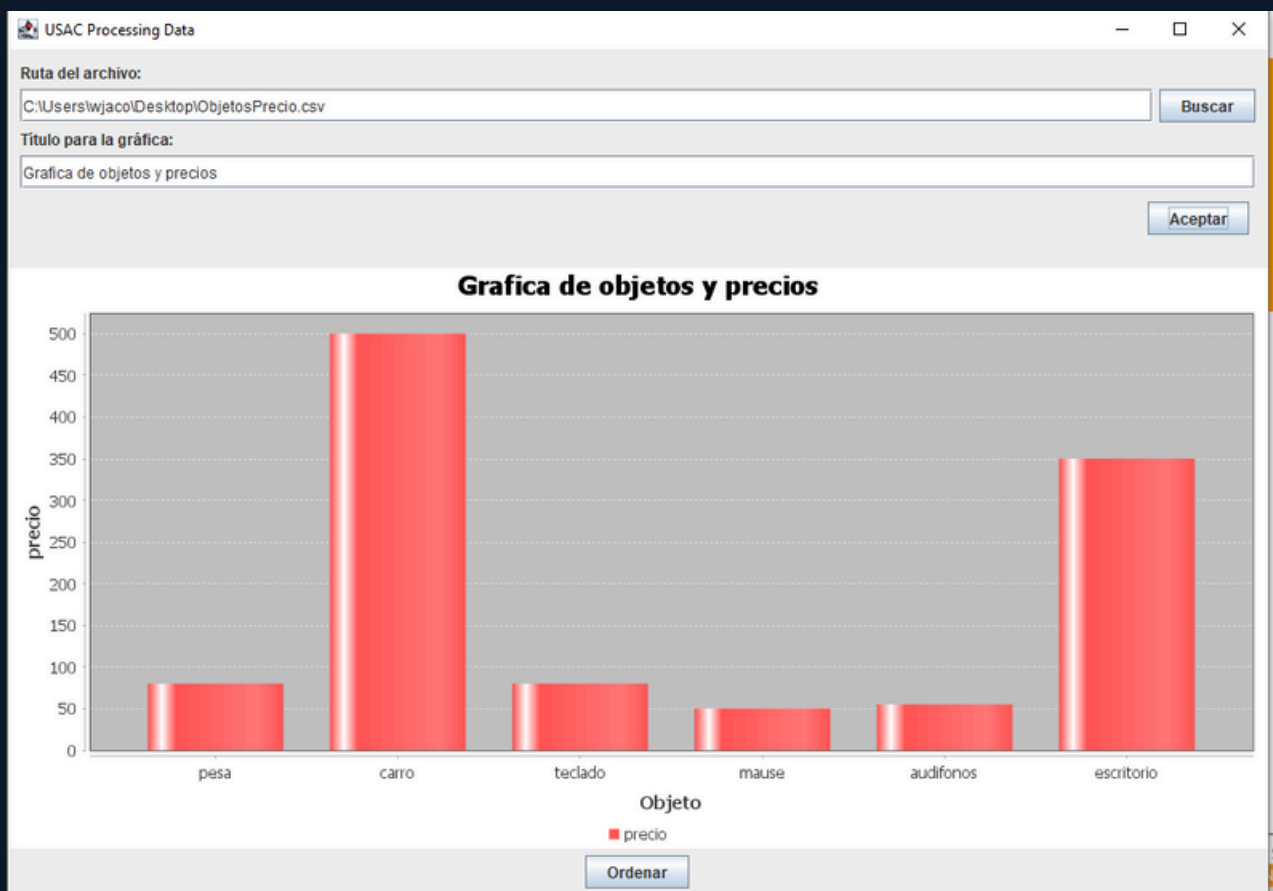 USAC Processing Data
Ruta del archivo:
C:\Users\wjaco\Desktop\ObjetosPrecio.csv
Buscar
Título para la gráfica:
Grafica de objetos y precios
Aceptar
Grafica de objetos y precios
500
450
400
350
300
250
200
150
100
50
0
precio
pesa carro teclado mause audifonos escritorio
Objeto
precio
Ordenar